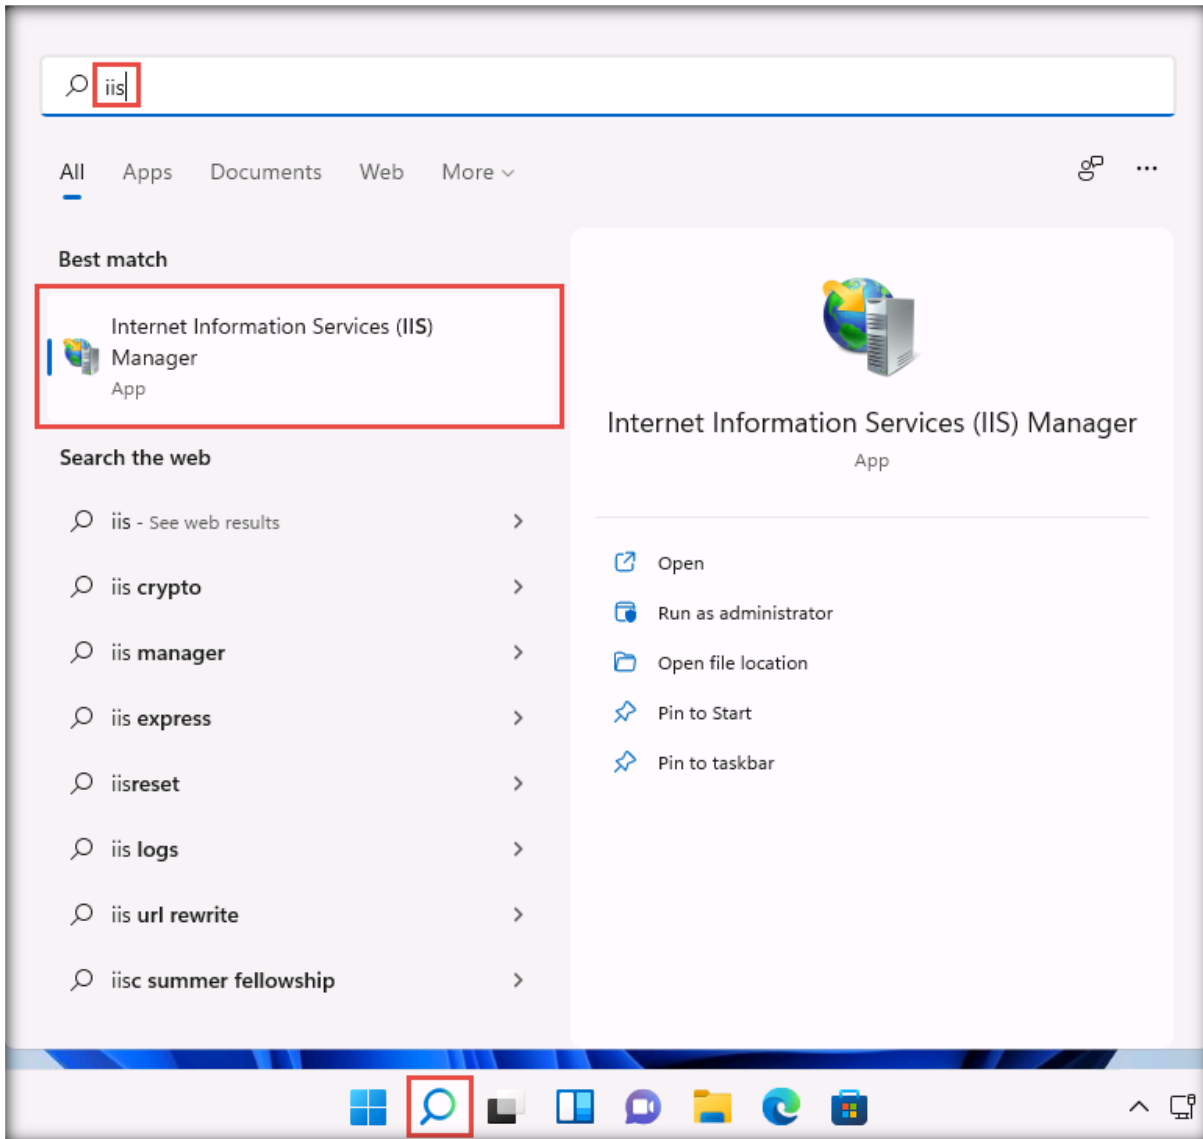 iis
All Apps Documents Web More
Best match
Internet Information Services (IIS)
Manager
App
Search the web
iis - See web results
iis crypto
iis manager
iis express
iisreset
iis logs
iis url rewrite
iisc summer fellowship
Internet Information Services (IIS) Manager
App
Open
Run as administrator
Open file location
Pin to Start
Pin to taskbar